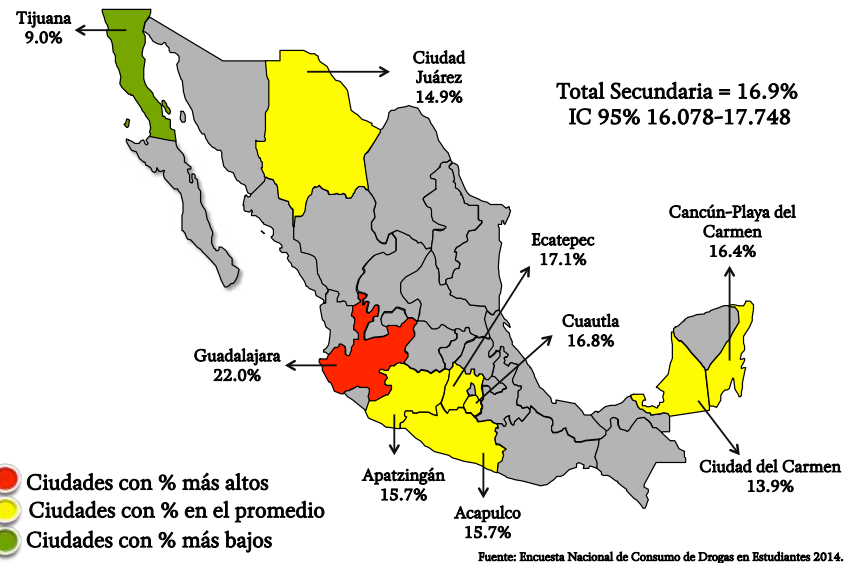 Tijuana
9.0%
Ciudad
Juárez
14.9%
Total Secundaria = 16.9%
IC 95% 16.078-17.748
Cancún-Playa del
Carmen
16.4%
Ecatepec
17.1%
Cuautla
16.8%
Guadalajara
22.0%
Apatzingán
15.7%
Acapulco
15.7%
Ciudad del Carmen
13.9%
Ciudades con % más altos
Ciudades con % en el promedio
Ciudades con % más bajos
Fuente: Encuesta Nacional de Consumo de Drogas en Estudiantes 2014.